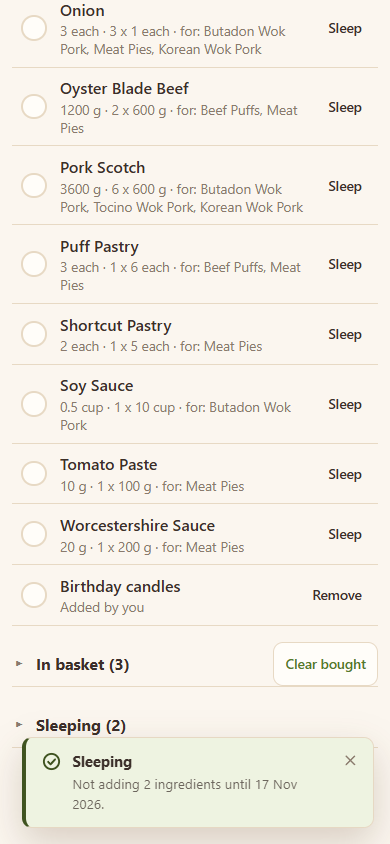 Onion
3 each · 3 x 1 each · for: Butadon Wok
Pork, Meat Pies, Korean Wok Pork
Sleep
Oyster Blade Beef
1200 g · 2 x 600 g · for: Beef Puffs, Meat
Pies
Sleep
Pork Scotch
3600 g · 6 x 600 g · for: Butadon Wok
Pork, Tocino Wok Pork, Korean Wok Pork
Sleep
Puff Pastry
3 each · 1 x 6 each · for: Beef Puffs, Meat
Pies
Sleep
Shortcut Pastry
2 each · 1 x 5 each · for: Meat Pies
Sleep
Soy Sauce
0.5 cup · 1 x 10 cup · for: Butadon Wok
Pork
Sleep
Tomato Paste
10 g · 1 x 100 g · for: Meat Pies
Sleep
Worcestershire Sauce
20 g · 1 x 200 g · for: Meat Pies
Sleep
Birthday candles
Added by you
Remove
In basket (3)
Clear bought
Sleeping (2)
Sleeping
Not adding 2 ingredients until 17 Nov
2026.